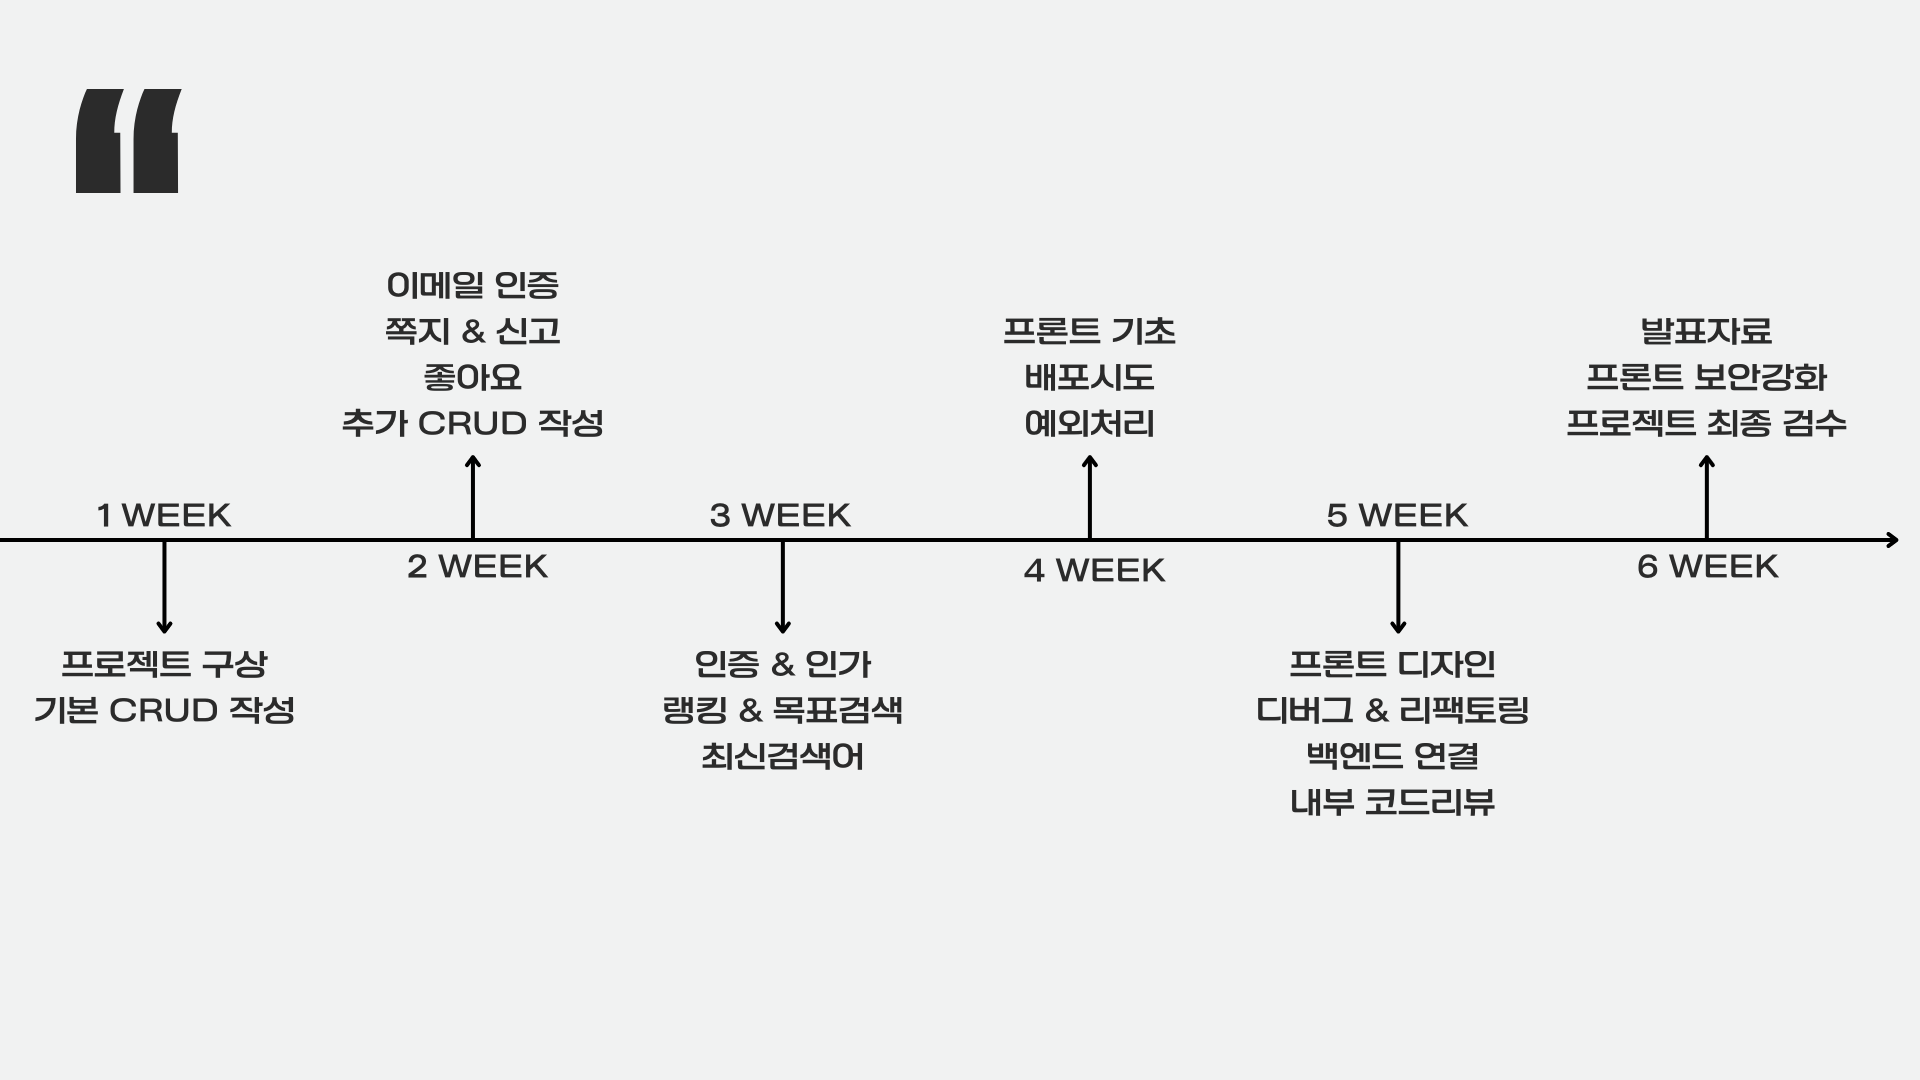 “
1 WEEK
프로젝트 구상
기본 CRUD 작성
이메일 인증
쪽지 & 신고
좋아요
추가 CRUD 작성
2 WEEK
3 WEEK
인증 & 인가
랭킹 & 목표검색
최신검색어
프론트 기초
배포시도
예외처리
4 WEEK
5 WEEK
프론트 디자인
디버그 & 리팩토링
백엔드 연결
내부 코드리뷰
발표자료
프론트 보안강화
프로젝트 최종 검수
6 WEEK